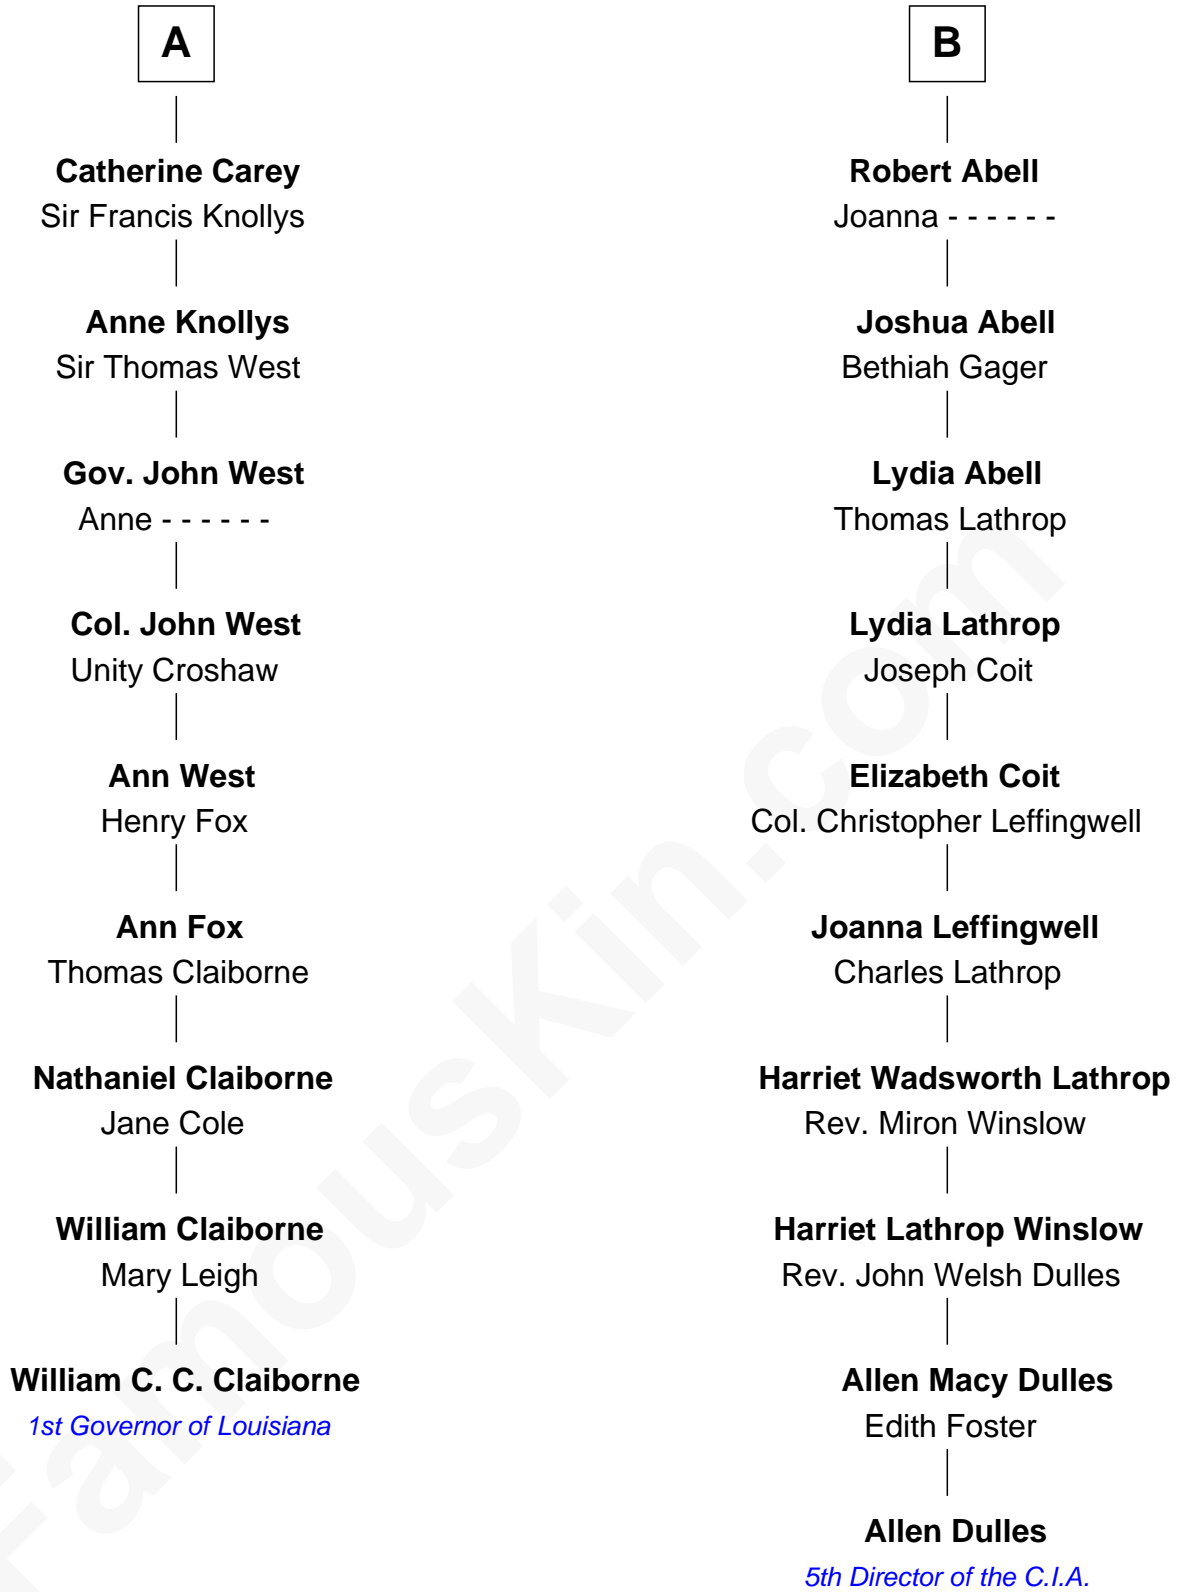 A
Catherine Carey
Sir Francis Knollys
Anne Knollys
Sir Thomas West
Gov. John West
Anne - - - - - -
Col. John West
Unity Croshaw
Ann West
Henry Fox
Ann Fox
Thomas Claiborne
Nathaniel Claiborne
Jane Cole
William Claiborne
Mary Leigh
William C. C. Claiborne
1st Governor of Louisiana
B
Robert Abell
Joanna - - - - - -
Joshua Abell
Bethiah Gager
Lydia Abell
Thomas Lathrop
Lydia Lathrop
Joseph Coit
Elizabeth Coit
Col. Christopher Leffingwell
Joanna Leffingwell
Charles Lathrop
Harriet Wadsworth Lathrop
Rev. Miron Winslow
Harriet Lathrop Winslow
Rev. John Welsh Dulles
Allen Macy Dulles
Edith Foster
Allen Dulles
5th Director of the C.I.A.
FamousKin.com